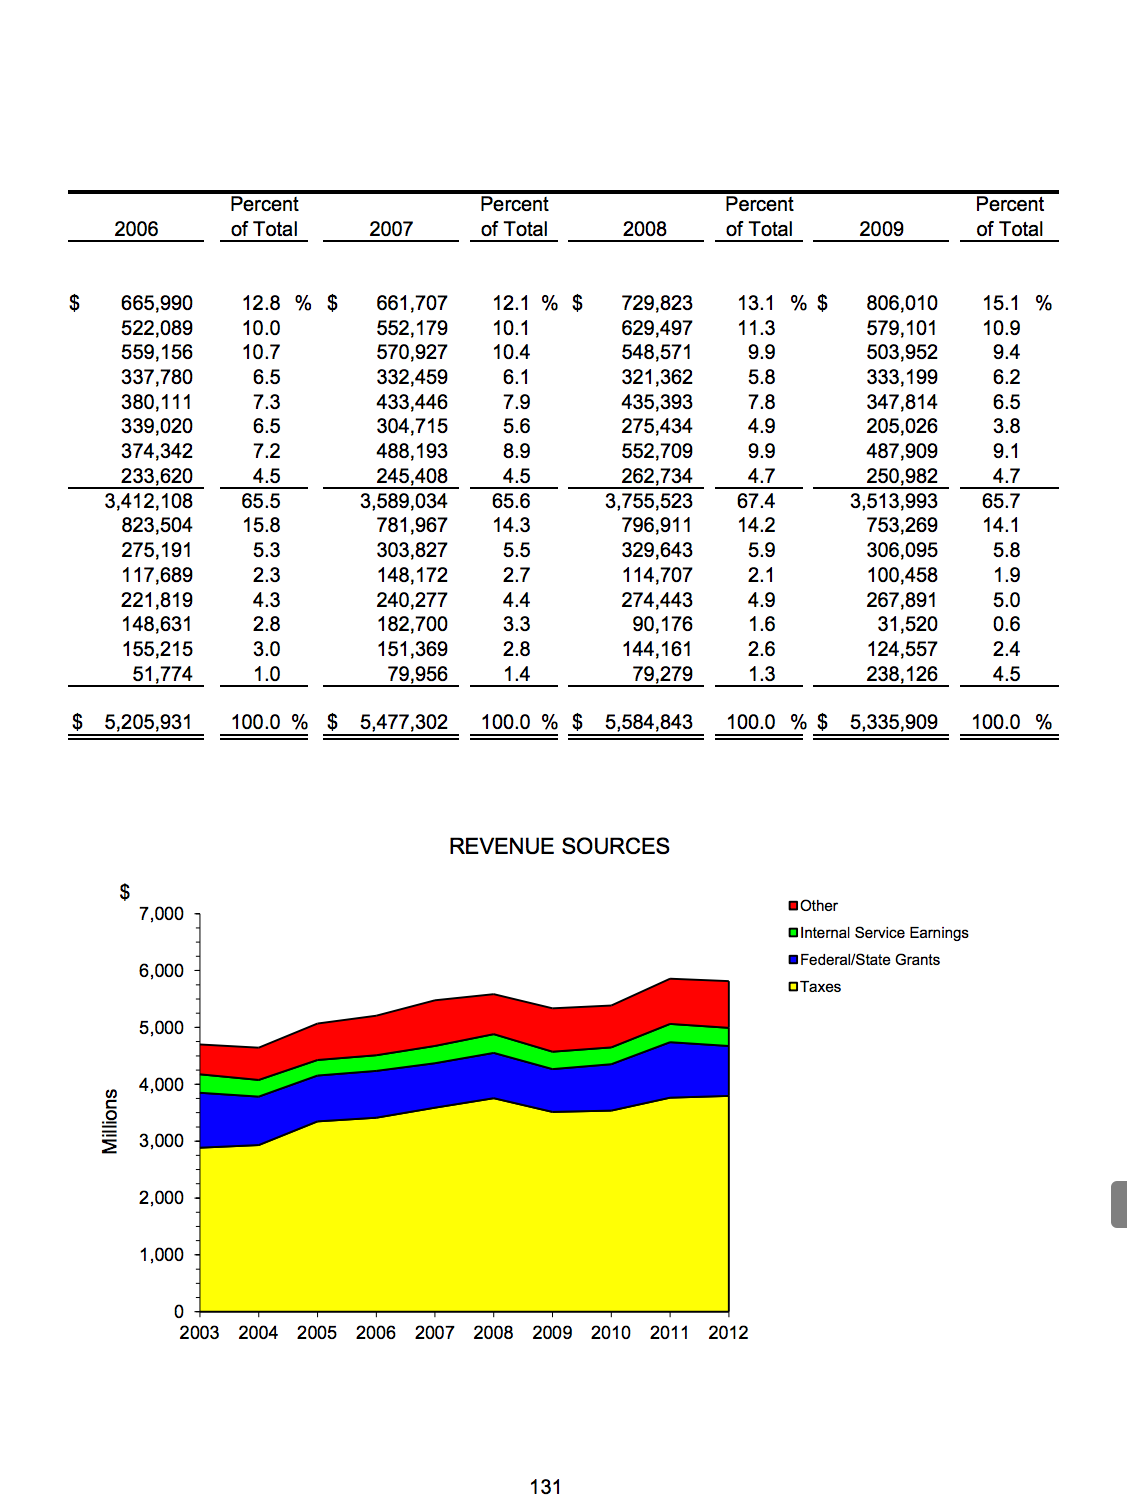 Percent Percent Percent Percent
2006 of Total 2007 of Total 2008 of Total 2009 of Total
$ 665,990 12.8 % $ 661,707 12.1 % $ 729,823 13.1 % $ 806,010 15.1 %
522,089 10.0 552,179 10.1 629,497 11.3 579,101 10.9
559,156 10.7 570,927 10.4 548,571 9.9 503,952 9.4
337,780 6.5 332,459 6.1 321,362 5.8 333,199 6.2
380,111 7.3 433,446 7.9 435,393 7.8 347,814 6.5
339,020 6.5 304,715 5.6 275,434 4.9 205,026 3.8
374,342 7.2 488,193 8.9 552,709 9.9 487,909 9.1
233,620 4.5 245,408 4.5 262,734 4.7 250,982 4.7
3,412,108 65.5 3,589,034 65.6 3,755,523 67.4 3,513,993 65.7
823,504 15.8 781,967 14.3 796,911 14.2 753,269 14.1
275,191 5.3 303,827 5.5 329,643 5.9 306,095 5.8
117,689 2.3 148,172 2.7 114,707 2.1 100,458 1.9
221,819 4.3 240,277 4.4 274,443 4.9 267,891 5.0
148,631 2.8 182,700 3.3 90,176 1.6 31,520 0.6
155,215 3.0 151,369 2.8 144,161 2.6 124,557 2.4
51,774 1.0 79,956 1.4 79,279 1.3 238,126 4.5
$ 5,205,931 100.0 % $ 5,477,302 100.0 % $ 5,584,843 100.0 % $ 5,335,909 100.0 %
REVENUE SOURCES
$
7,000
6,000
5,000
4,000
3,000
2,000
1,000
0
Millions
2003 2004 2005 2006 2007 2008 2009 2010 2011 2012
Other
Internal Service Earnings
Federal/State Grants
Taxes
131